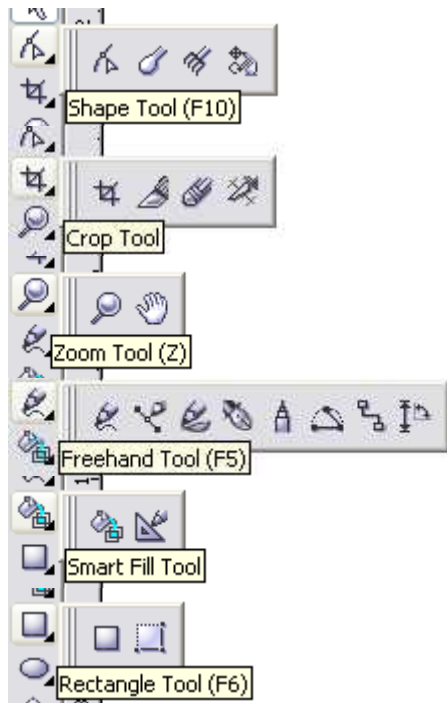 Shape Tool (F10)
Crop Tool
Zoom Tool (Z)
Freehand Tool (F5)
Smart Fill Tool
Rectangle Tool (F6)